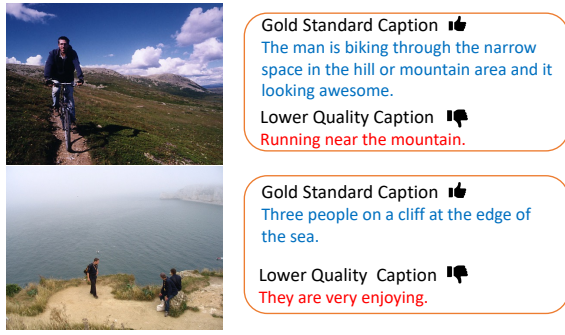 Gold Standard Caption
The man is biking through the narrow
space in the hill or mountain area and it
looking awesome.
Lower Quality Caption
Running near the mountain.
Gold Standard Caption
Three people on a cliff at the edge of
the sea.
Lower Quality Caption
They are very enjoying.